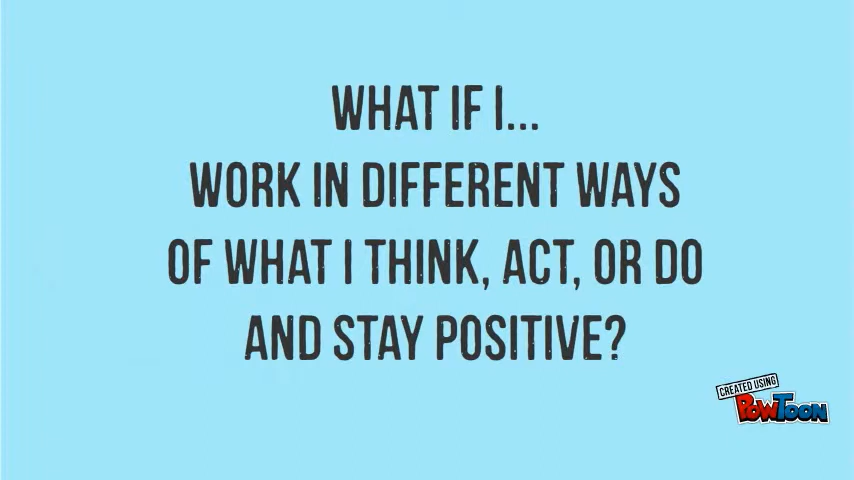 WHAT IF I...
WORK IN DIFFERENT WAYS
OF WHAT I THINK, ACT, OR DO
AND STAY POSITIVE?
CREATED USING
POWTOON